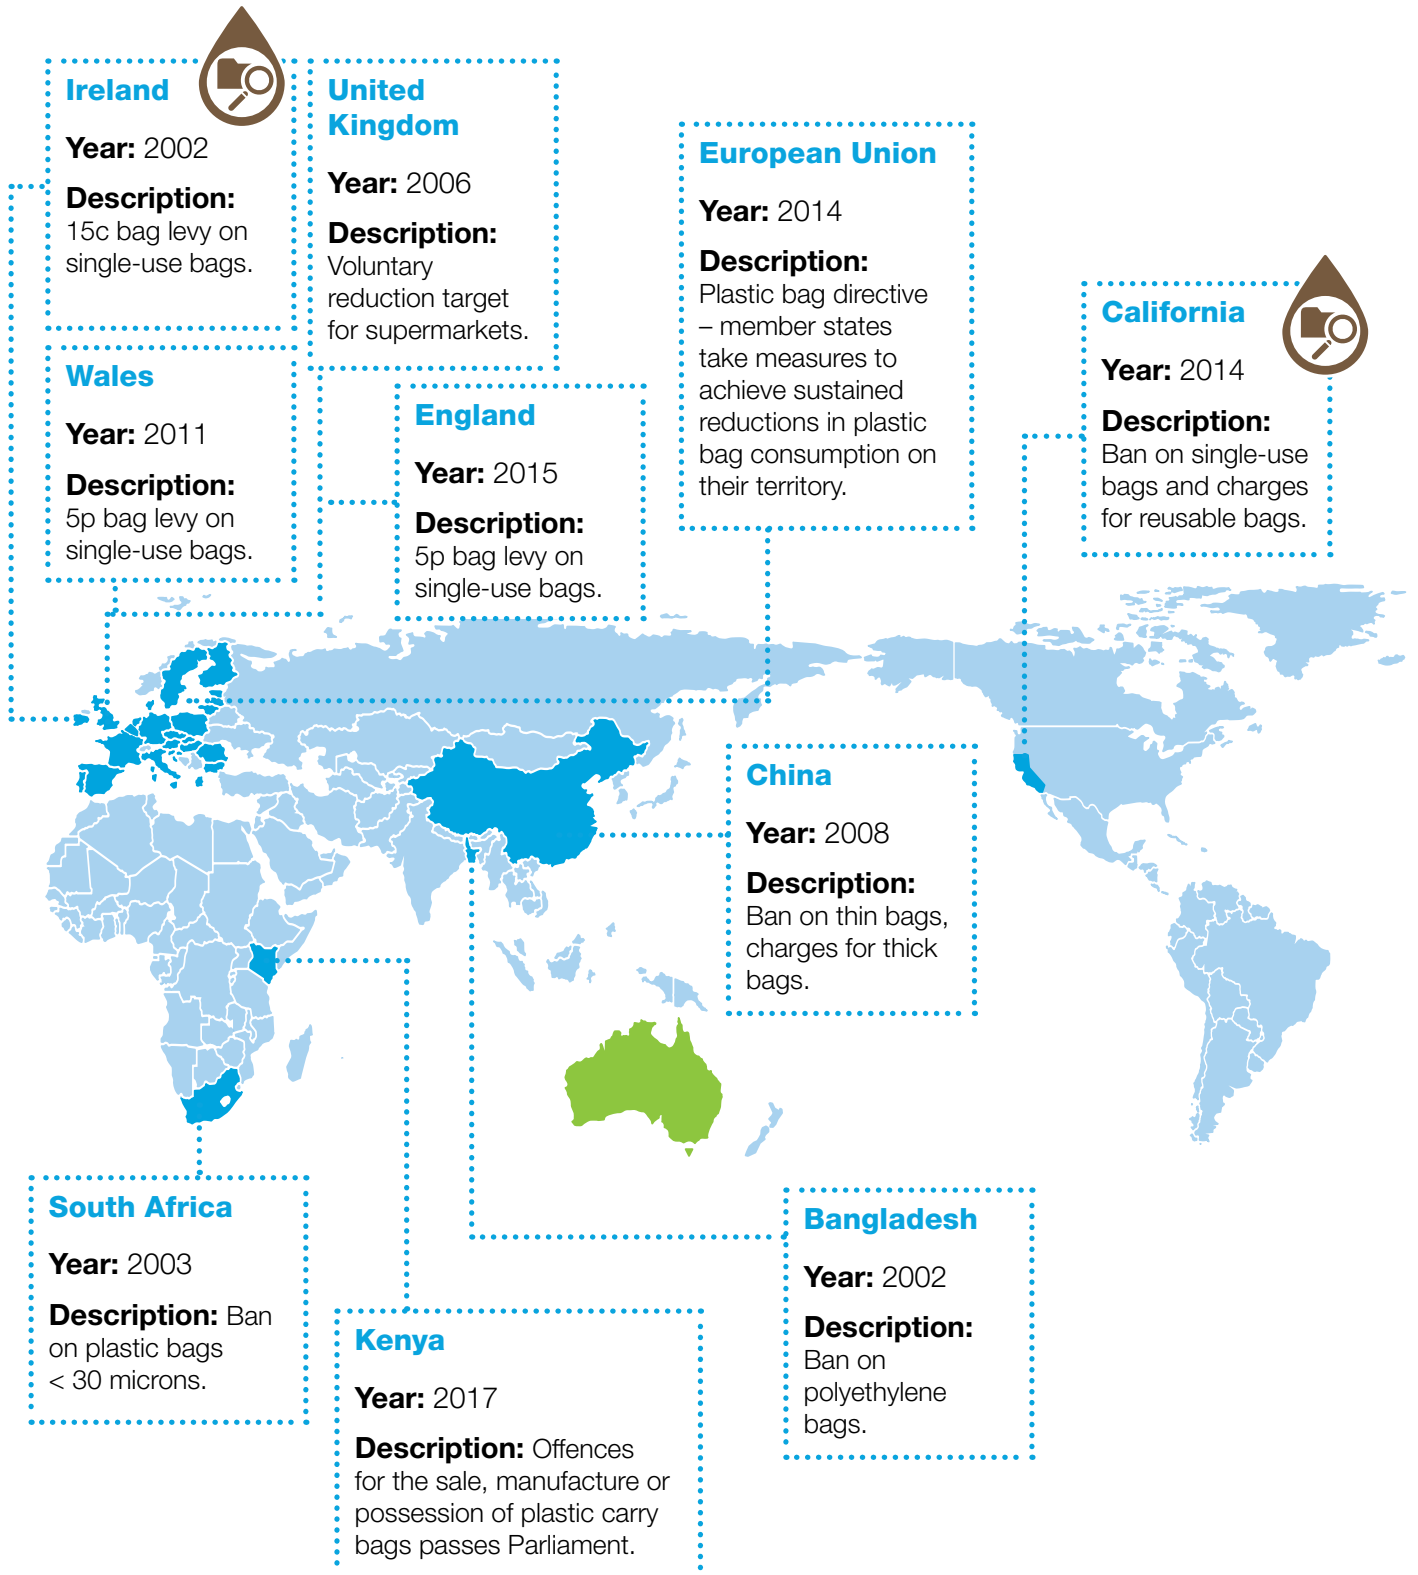 Ireland
Year: 2002
Description:
15c bag levy on
single-use bags.
United
Kingdom
Year: 2006
Description:
Voluntary
reduction target
for supermarkets.
European Union
Year: 2014
Description:
Plastic bag directive
– member states
take measures to
achieve sustained
reductions in plastic
bag consumption on
their territory.
California
Year: 2014
Description:
Ban on single-use
bags and charges
for reusable bags.
Wales
Year: 2011
Description:
5p bag levy on
single-use bags.
England
Year: 2015
Description:
5p bag levy on
single-use bags.
China
Year: 2008
Description:
Ban on thin bags,
charges for thick
bags.
South Africa
Year: 2003
Description: Ban
on plastic bags
< 30 microns.
Kenya
Year: 2017
Description: Offences
for the sale, manufacture or
possession of plastic carry
bags passes Parliament.
Bangladesh
Year: 2002
Description:
Ban on
polyethylene
bags.